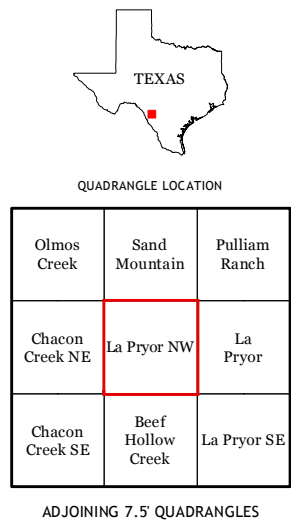 TEXAS
QUADRANGLE LOCATION
Olmos
Creek
Sand
Mountain
Pulliam
Ranch
Chacon
Creek NE
La Pryor NW
La
Pryor
Chacon
Creek SE
Beef
Hollow
Creek
La Pryor SE
ADJOINING 7.5' QUADRANGLES